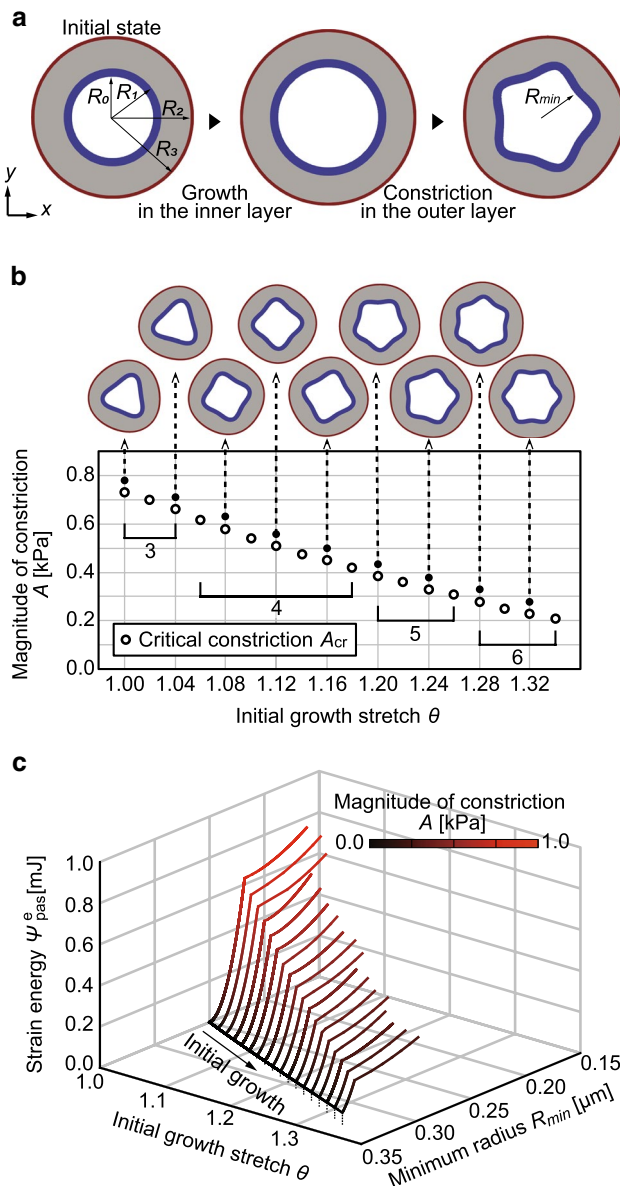 a
Initial state
R0 R1
R2
R3
Rmin
y
x
Growth
in the inner layer
Constriction
in the outer layer
b
Magnitude of constriction
A [kPa]
0.8
0.6
0.4
0.2
0.0
3
4
5
6
Critical constriction Acr
1.00 1.04 1.08 1.12 1.16 1.20 1.24 1.28 1.32
Initial growth stretch θ
c
Magnitude of constriction
A [kPa]
0.0 1.0
Strain energy Ψ e pas [mJ]
1.0
0.8
0.6
0.4
0.2
0.0
Initial growth
1.0
1.1
1.2
1.3
Initial growth stretch θ
0.15
0.20
0.25
0.30
0.35
Minimum radius Rmin [μm]